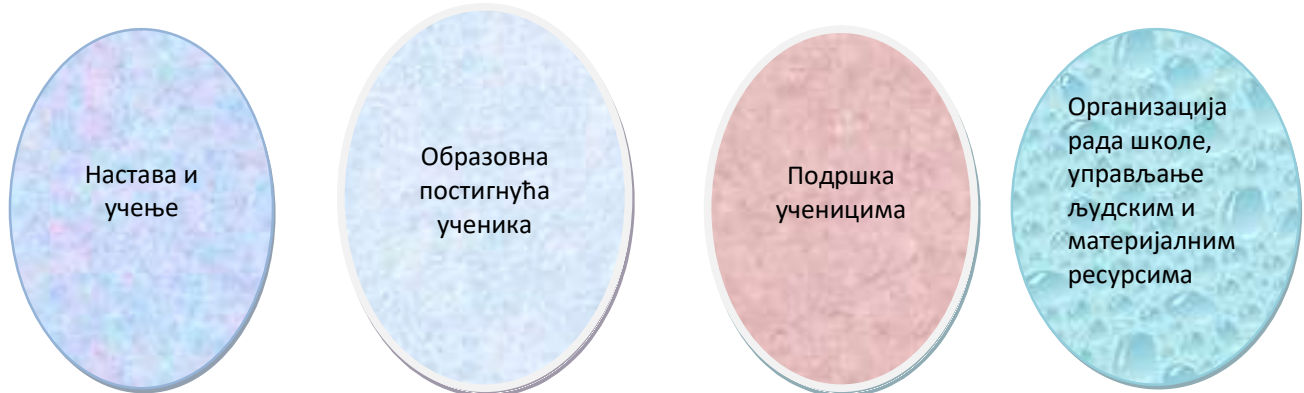 Настава и
учење
Образовна
постигнућа
ученика
Подршка
ученицима
Организација
рада школе,
управљање
људским и
материјалним
ресурсима